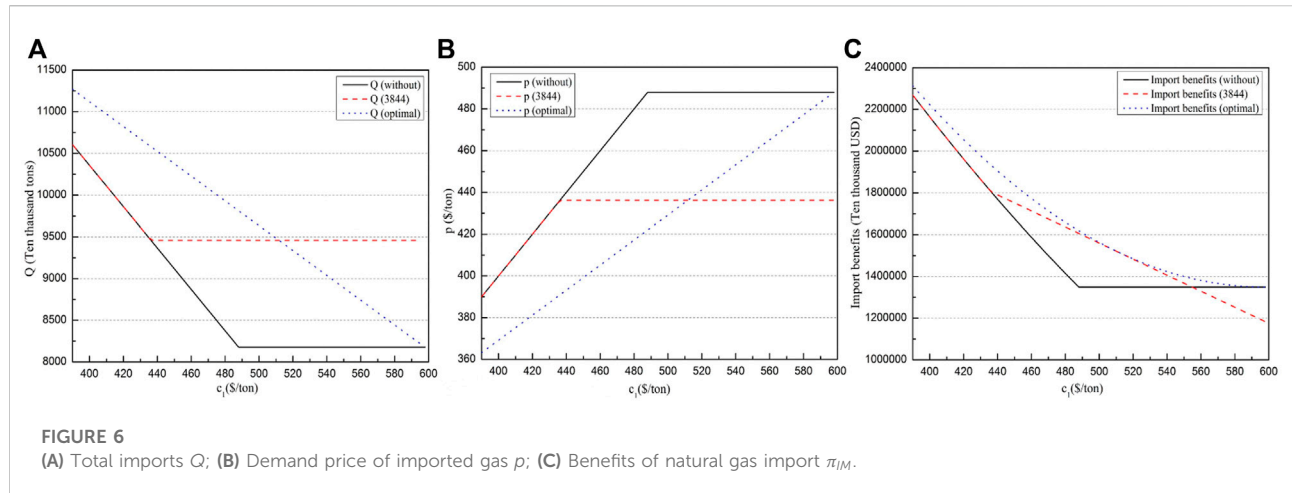 A
B
C
11500
11000
10500
10000
9500
9000
8500
8000
Q (Ten thousand tons)
Q (without)
Q (3844)
Q (optimal)
400 420 440 460 480 500 520 540 560 580 600
c₁($/ton)
500
480
460
440
420
400
380
360
p ($/ton)
p (without)
p (3844)
p (optimal)
400 420 440 460 480 500 520 540 560 580 600
c₁($/ton)
2400000
2200000
2000000
1800000
1600000
1400000
1200000
1000000
Import benefits (Ten thousand USD)
Import benefits (without)
Import benefits (3844)
Import benefits (optimal)
400 420 440 460 480 500 520 540 560 580 600
c₁($/ton)
FIGURE 6
(A) Total imports Q; (B) Demand price of imported gas p; (C) Benefits of natural gas import π_IM.